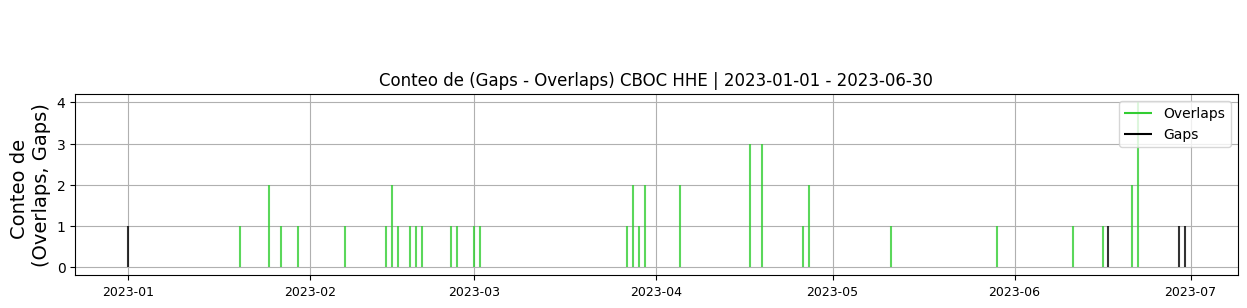 Conteo de (Gaps - Overlaps) CBOC HHE | 2023-01-01 - 2023-06-30
Conteo de
(Overlaps, Gaps)
4
3
2
1
0
Overlaps
Gaps
2023-01
2023-02
2023-03
2023-04
2023-05
2023-06
2023-07